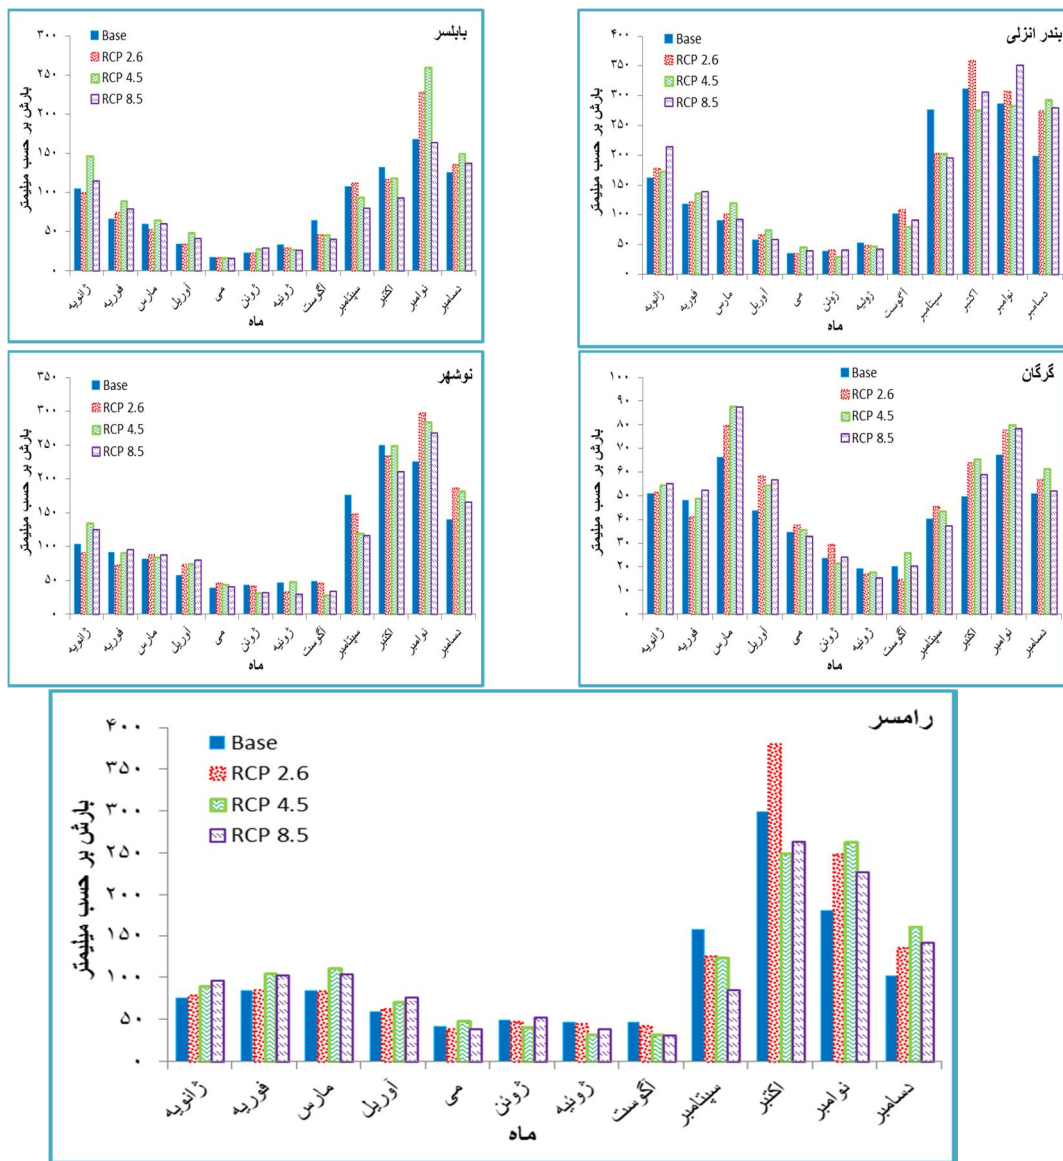 بابلسر
Base
RCP 2.6
RCP 4.5
RCP 8.5
بارش بر حسب میلیمتر
۳۰۰
۲۵۰
۲۰۰
۱۵۰
۱۰۰
۵۰
۰
ژانویه فوریه مارس آوریل می ژوئن ژوئیه آگوست سپتامبر اکتبر نوامبر دسامبر
ماه
بندر انزلی
Base
RCP 2.6
RCP 4.5
RCP 8.5
بارش بر حسب میلیمتر
۴۰۰
۳۵۰
۳۰۰
۲۵۰
۲۰۰
۱۵۰
۱۰۰
۵۰
۰
ژانویه فوریه مارس آوریل می ژوئن ژوئیه آگوست سپتامبر اکتبر نوامبر دسامبر
ماه
نوشهر
Base
RCP 2.6
RCP 4.5
RCP 8.5
بارش بر حسب میلیمتر
۳۵۰
۳۰۰
۲۵۰
۲۰۰
۱۵۰
۱۰۰
۵۰
۰
ژانویه فوریه مارس آوریل می ژوئن ژوئیه آگوست سپتامبر اکتبر نوامبر دسامبر
ماه
گرگان
Base
RCP 2.6
RCP 4.5
RCP 8.5
بارش بر حسب میلیمتر
۱۰۰
۹۰
۸۰
۷۰
۶۰
۵۰
۴۰
۳۰
۲۰
۱۰
۰
ژانویه فوریه مارس آوریل می ژوئن ژوئیه آگوست سپتامبر اکتبر نوامبر دسامبر
ماه
رامسر
Base
RCP 2.6
RCP 4.5
RCP 8.5
بارش بر حسب میلیمتر
۴۰۰
۳۵۰
۳۰۰
۲۵۰
۲۰۰
۱۵۰
۱۰۰
۵۰
۰
ژانویه فوریه مارس آوریل می ژوئن ژوئیه آگوست سپتامبر اکتبر نوامبر دسامبر
ماه